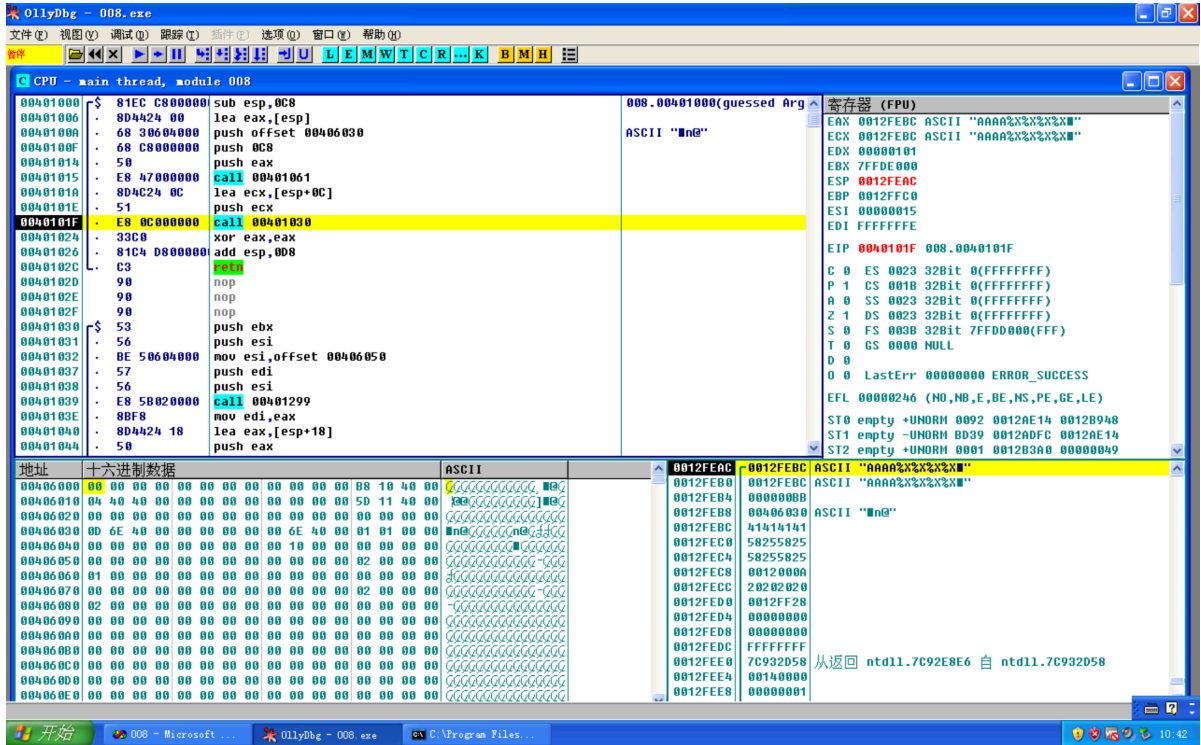 OllyDbg - 008.exe
文件(F) 视图(V) 调试(D) 跟踪(T) 插件(P) 选项(O) 窗口(W) 帮助(H)
暂停 L E M W T C R ... K B M H
C CPU - main thread, module 008
00401000 $ 81EC C8000000 sub esp,0C8 008.00401000(guessed Arg
00401006 . 8D4424 00 lea eax,[esp]
0040100A . 68 30604000 push offset 00406030 ASCII "■n@"
0040100F . 68 C8000000 push 0C8
00401014 . 50 push eax
00401015 . E8 47000000 call 00401061
0040101A . 8D4C24 0C lea ecx,[esp+0C]
0040101E . 51 push ecx
0040101F . E8 0C000000 call 00401030
00401024 . 33C0 xor eax,eax
00401026 . 81C4 D8000000 add esp,0D8
0040102C . C3 retn
0040102D 90 nop
0040102E 90 nop
0040102F 90 nop
00401030 $ 53 push ebx
00401031 . 56 push esi
00401032 . BE 50604000 mov esi,offset 00406050
00401037 . 57 push edi
00401038 . 56 push esi
00401039 . E8 5B020000 call 00401299
0040103E . 8BF8 mov edi,eax
00401040 . 8D4424 18 lea eax,[esp+18]
00401044 . 50 push eax
寄存器 (FPU)
EAX 0012FEBC ASCII "AAAA%X%X%X%X■"
ECX 0012FEBC ASCII "AAAA%X%X%X%X■"
EDX 00000101
EBX 7FFDE000
ESP 0012FEAC
EBP 0012FFC0
ESI 00000015
EDI FFFFFFFE
EIP 0040101F 008.0040101F
C 0 ES 0023 32Bit 0(FFFFFFFF)
P 1 CS 001B 32Bit 0(FFFFFFFF)
A 0 SS 0023 32Bit 0(FFFFFFFF)
Z 1 DS 0023 32Bit 0(FFFFFFFF)
S 0 FS 003B 32Bit 7FFDD000(FFF)
T 0 GS 0000 NULL
D 0
O 0 LastErr 00000000 ERROR_SUCCESS
EFL 00000246 (NO,NB,E,BE,NS,PE,GE,LE)
ST0 empty +UNORM 0092 0012AE14 0012B948
ST1 empty -UNORM BD39 0012ADFC 0012AE14
ST2 empty +UNORM 0001 0012B3A0 00000049
地址 十六进制数据 ASCII
00406000 00 00 00 00 00 00 00 00 00 00 00 00 B8 10 40 00
00406010 04 40 40 00 00 00 00 00 00 00 00 00 5D 11 40 00
00406020 00 00 00 00 00 00 00 00 00 00 00 00 00 00 00 00
00406030 0D 6E 40 00 00 00 00 00 00 6E 40 00 01 01 00 00
00406040 00 00 00 00 00 00 00 00 00 10 00 00 00 00 00 00
00406050 00 00 00 00 00 00 00 00 00 00 00 00 02 00 00 00
00406060 01 00 00 00 00 00 00 00 00 00 00 00 00 00 00 00
00406070 00 00 00 00 00 00 00 00 00 00 00 00 02 00 00 00
00406080 02 00 00 00 00 00 00 00 00 00 00 00 00 00 00 00
00406090 00 00 00 00 00 00 00 00 00 00 00 00 00 00 00 00
004060A0 00 00 00 00 00 00 00 00 00 00 00 00 00 00 00 00
004060B0 00 00 00 00 00 00 00 00 00 00 00 00 00 00 00 00
004060C0 00 00 00 00 00 00 00 00 00 00 00 00 00 00 00 00
004060D0 00 00 00 00 00 00 00 00 00 00 00 00 00 00 00 00
004060E0 00 00 00 00 00 00 00 00 00 00 00 00 00 00 00 00
0012FEAC 0012FEBC ASCII "AAAA%X%X%X%X■"
0012FEB0 0012FEBC ASCII "AAAA%X%X%X%X■"
0012FEB4 000000BB
0012FEB8 00406030 ASCII "■n@"
0012FEBC 41414141
0012FEC0 58255825
0012FEC4 58255825
0012FEC8 0012000A
0012FECC 20202020
0012FED0 0012FF28
0012FED4 00000000
0012FED8 00000000
0012FEDC FFFFFFFF
0012FEE0 7C932D58 从返回 ntdll.7C92E8E6 自 ntdll.7C932D58
0012FEE4 00140000
0012FEE8 00000001
开始 008 - Microsoft ... OllyDbg - 008.exe C:\Program Files... 10:42